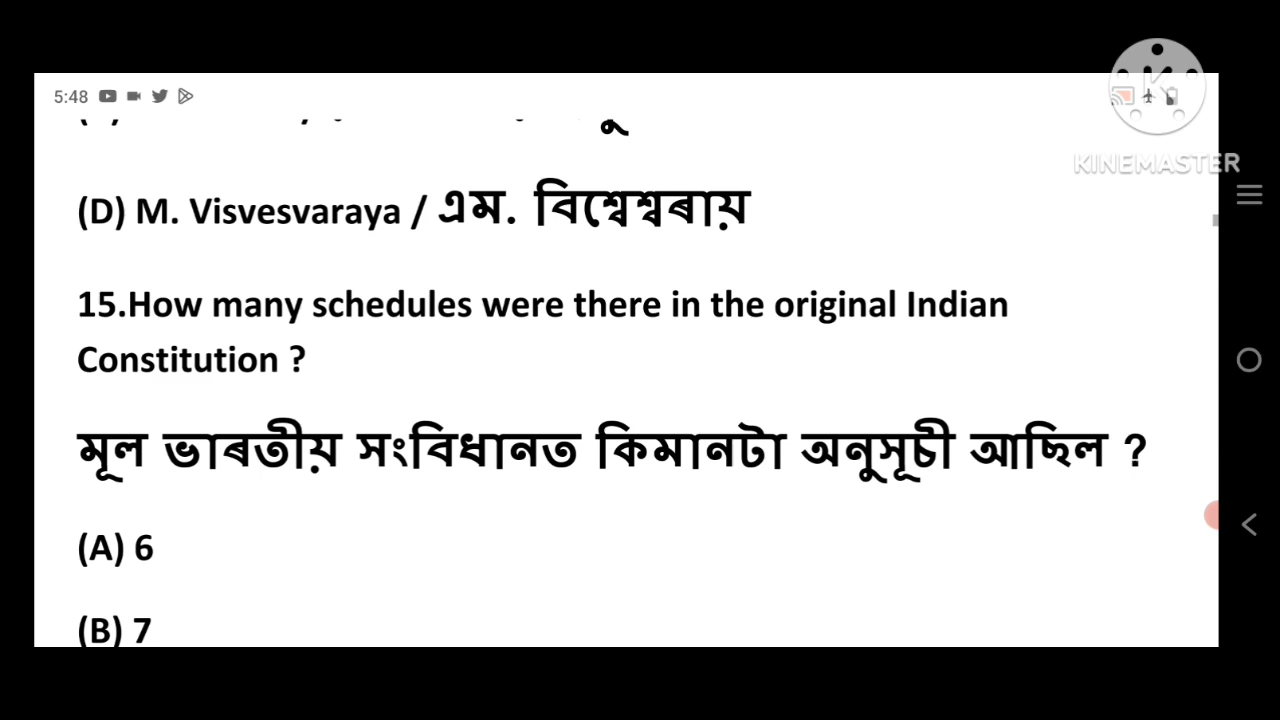 5:48
KINEMASTER
(D) M. Visvesvaraya / এম. বিশ্বেশ্বৰায়
15.How many schedules were there in the original Indian
Constitution ?
মূল ভাৰতীয় সংবিধানত কিমানটা অনুসূচী আছিল ?
(A) 6
(B) 7